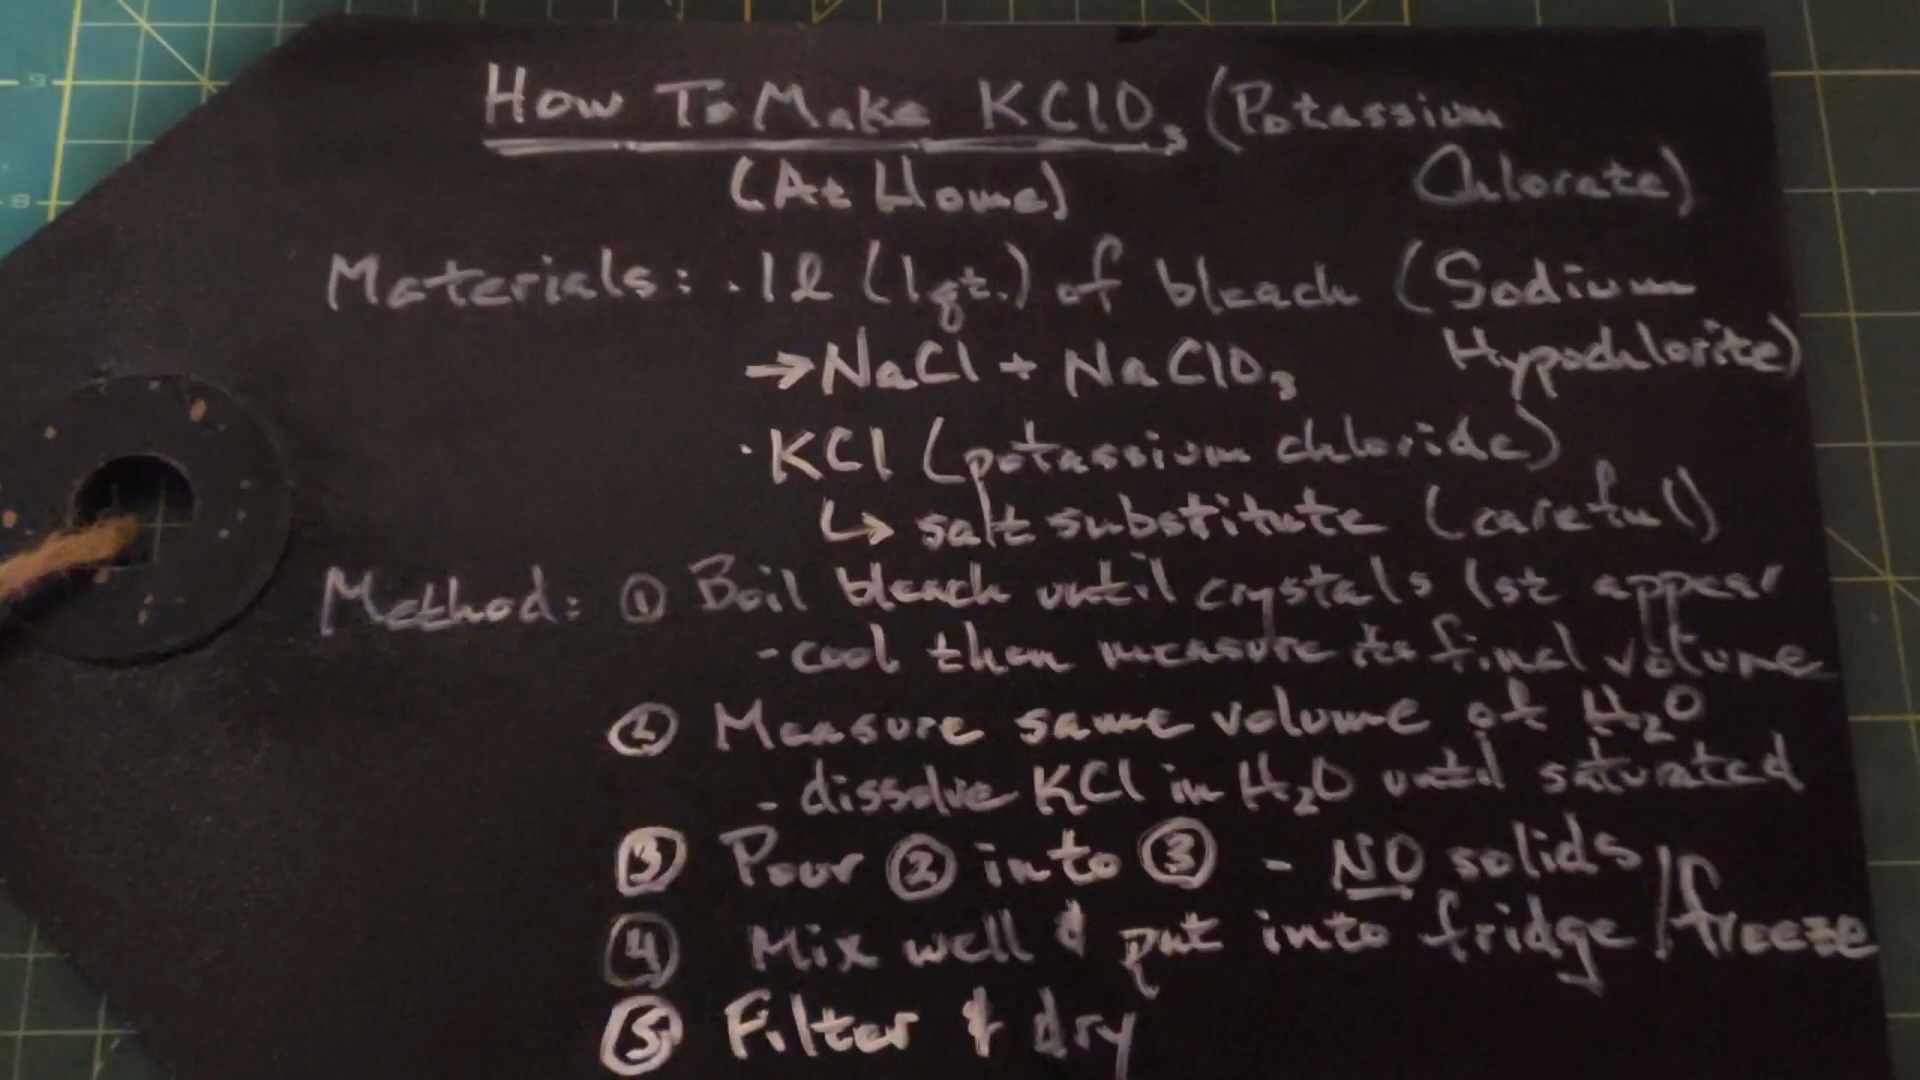 How To Make KClO₃ (Potassium
(At Home) Chlorate)
Materials: · 1l (1qt.) of bleach (Sodium
→ NaCl + NaClO₃ Hypochlorite)
· KCl (potassium chloride)
↳ salt substitute (careful)
Method: ① Boil bleach until crystals 1st appear
- cool then measure its final volume
② Measure same volume of H₂O
- dissolve KCl in H₂O until saturated
③ Pour ② into ③ - NO solids
④ Mix well & put into fridge/freeze
⑤ Filter & dry